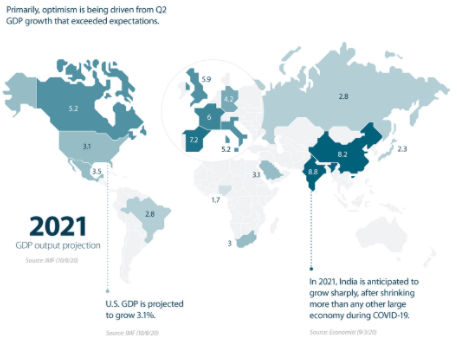 Primarily, optimism is being driven from Q2
GDP growth that exceeded expectations.
5.9
5.2
4.2
2.8
6
3.1
7.2
8.2
2.3
3.5
5.2
3.1
8.8
1.7
2.8
2021
GDP output projection
Source: IMF (10/8/20)
3
U.S. GDP is projected
to grow 3.1%.
Source: IMF (10/8/20)
In 2021, India is anticipated to
grow sharply, after shrinking
more than any other large
economy during COVID-19.
Source: Economist (9/3/20)